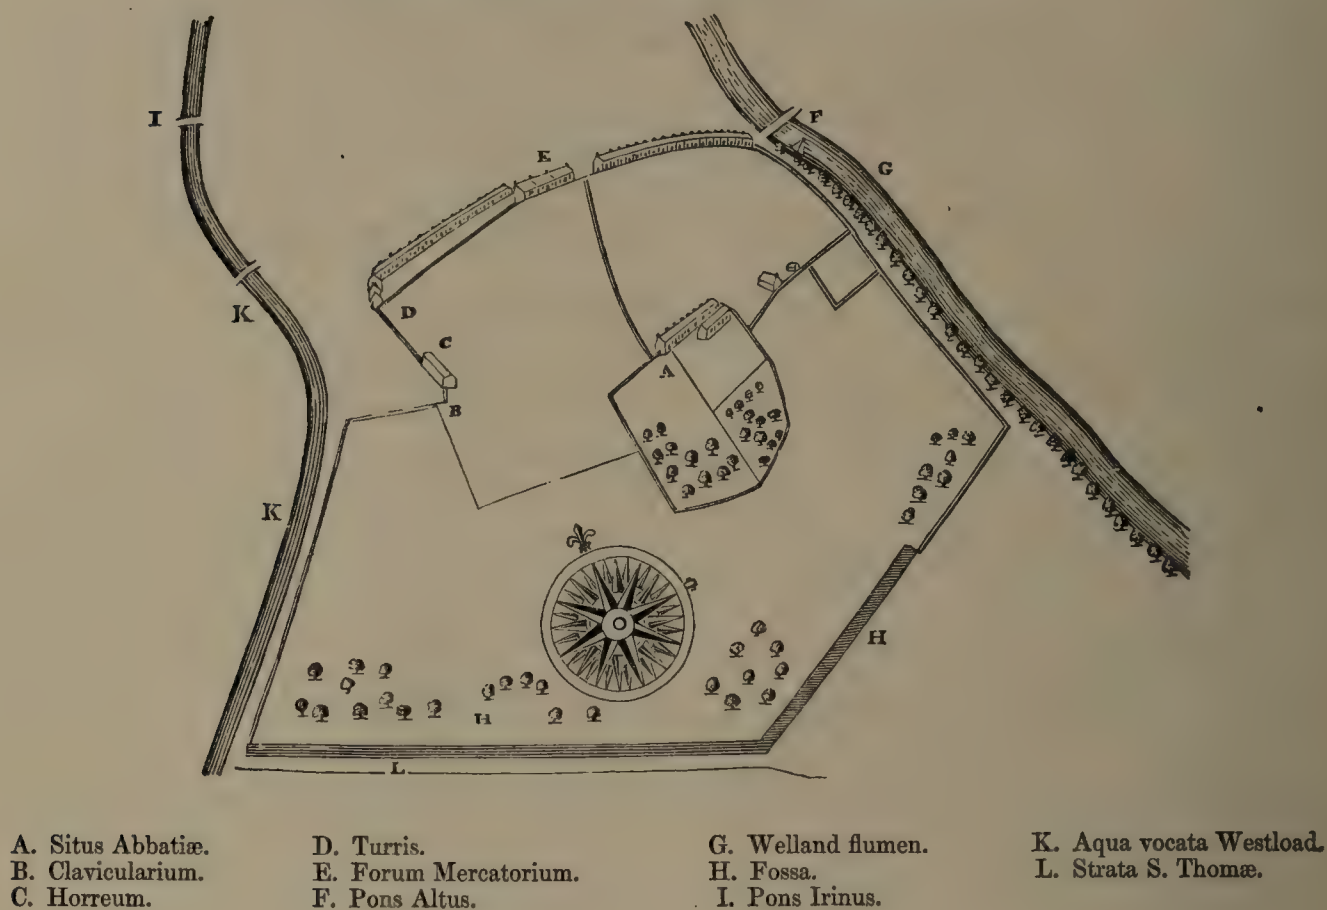 I
F
E
G
K
D
C
A
B
K
H
H
L
A. Situs Abbatiæ.
B. Clavicularium.
C. Horreum.
D. Turris.
E. Forum Mercatorium.
F. Pons Altus.
G. Welland flumen.
H. Fossa.
I. Pons Irinus.
K. Aqua vocata Westload.
L. Strata S. Thomæ.